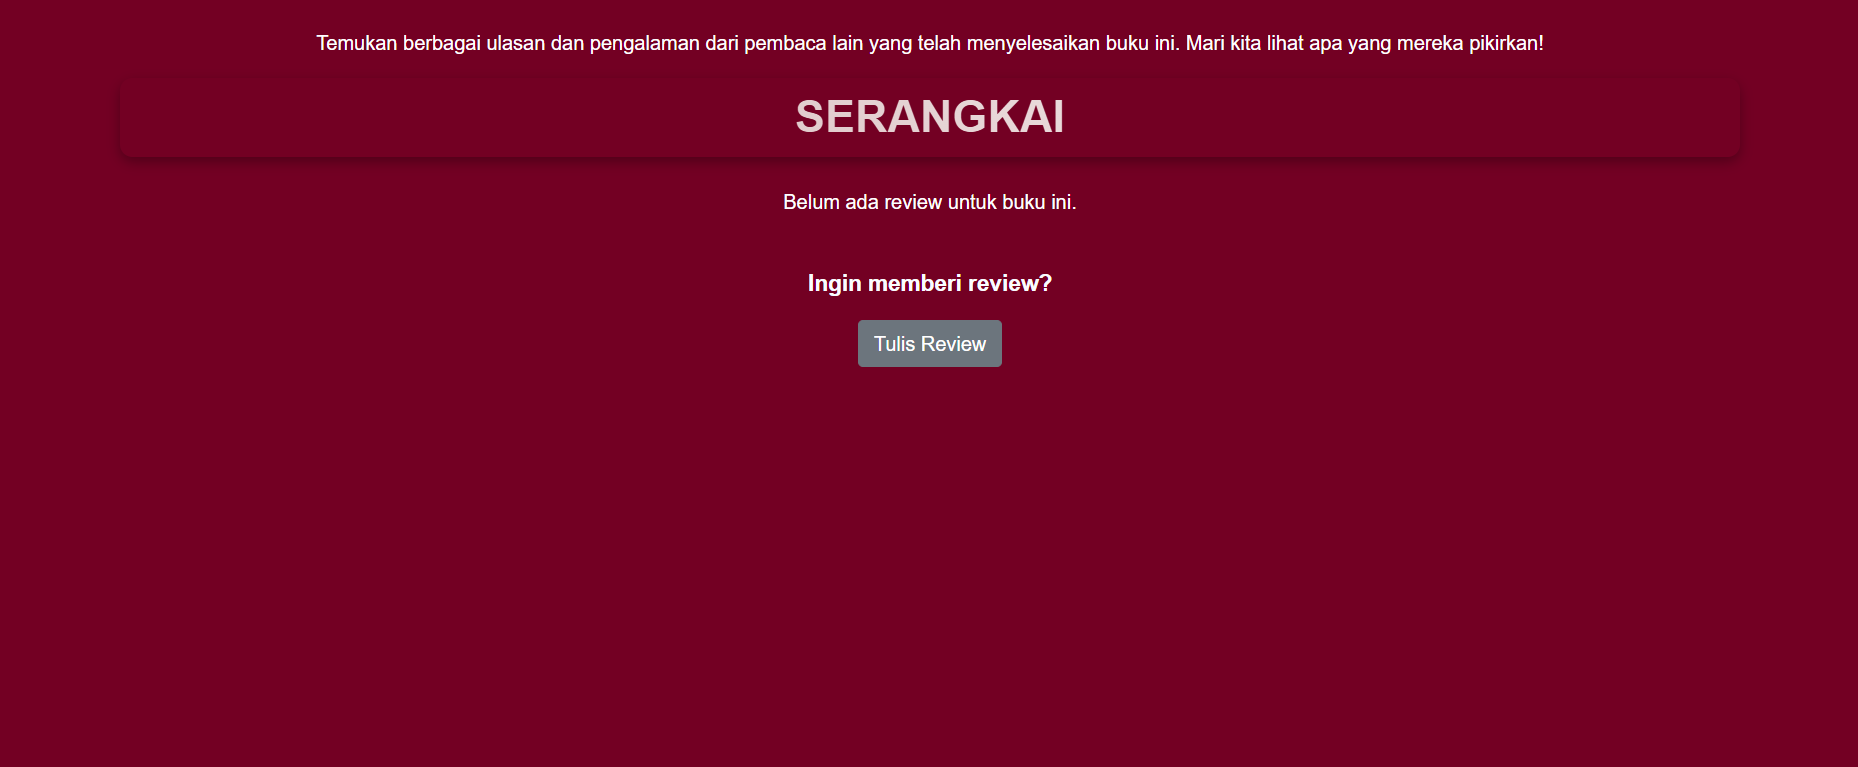 Temukan berbagai ulasan dan pengalaman dari pembaca lain yang telah menyelesaikan buku ini. Mari kita lihat apa yang mereka pikirkan!
SERANGKAI
Belum ada review untuk buku ini.
Ingin memberi review?
Tulis Review